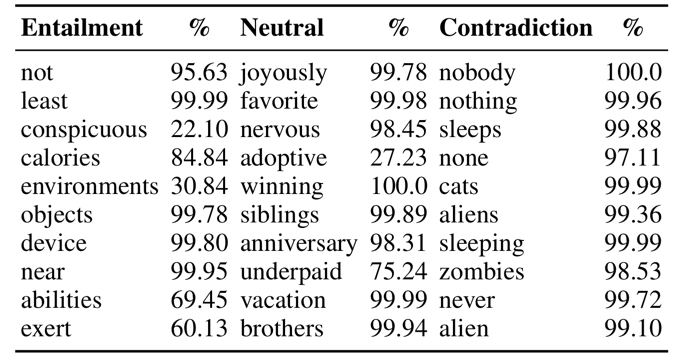 Entailment % Neutral % Contradiction %
not 95.63 joyously 99.78 nobody 100.0
least 99.99 favorite 99.98 nothing 99.96
conspicuous 22.10 nervous 98.45 sleeps 99.88
calories 84.84 adoptive 27.23 none 97.11
environments 30.84 winning 100.0 cats 99.99
objects 99.78 siblings 99.89 aliens 99.36
device 99.80 anniversary 98.31 sleeping 99.99
near 99.95 underpaid 75.24 zombies 98.53
abilities 69.45 vacation 99.99 never 99.72
exert 60.13 brothers 99.94 alien 99.10